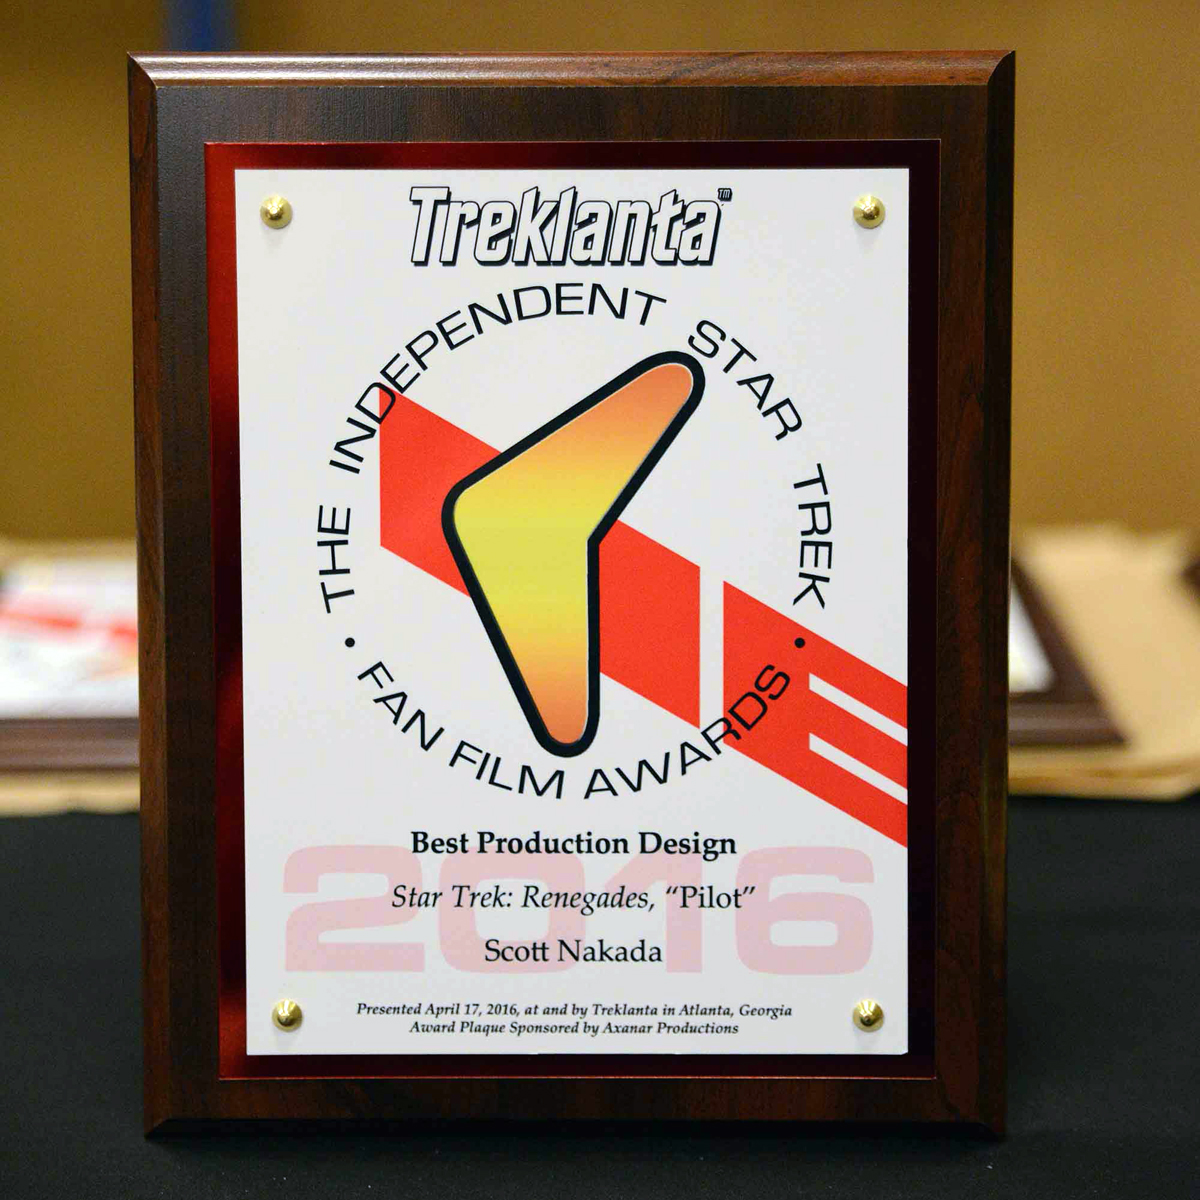 Treklanta™
THE INDEPENDENT STAR TREK
• FAN FILM AWARDS •
2016
Best Production Design
Star Trek: Renegades, “Pilot”
Scott Nakada
Presented April 17, 2016, at and by Treklanta in Atlanta, Georgia
Award Plaque Sponsored by Axanar Productions